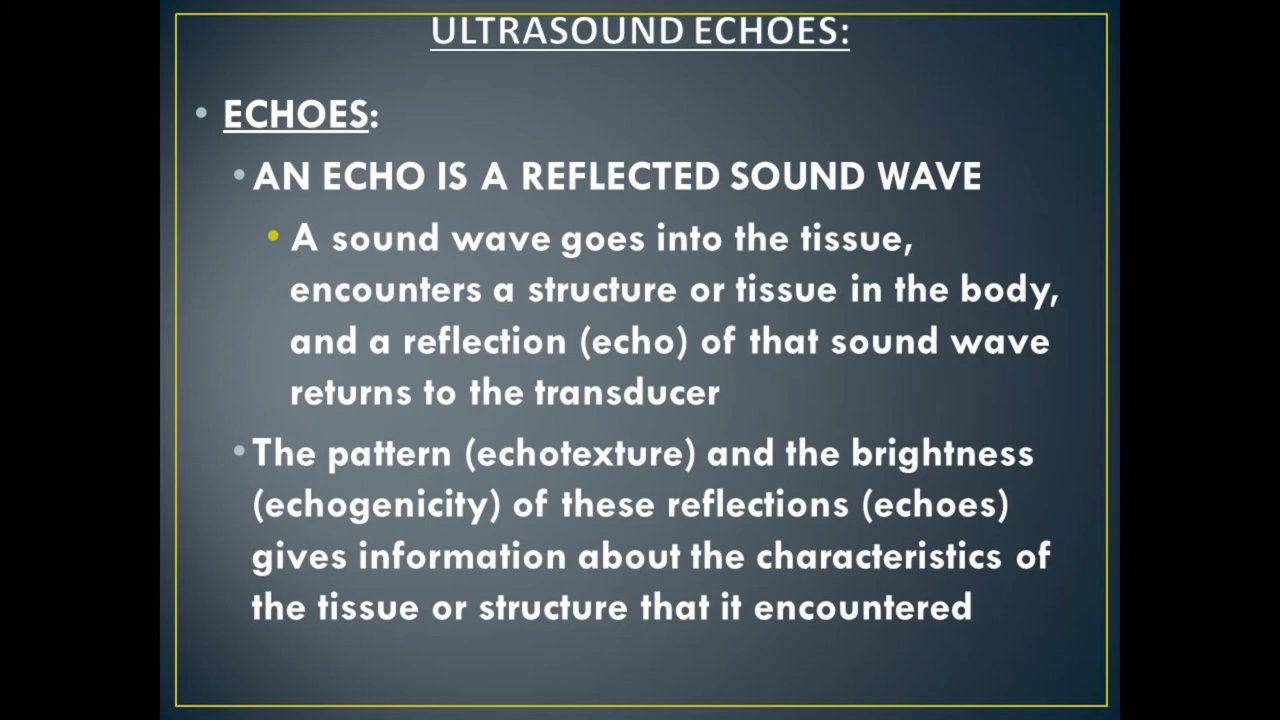 ULTRASOUND ECHOES:
• ECHOES:
• AN ECHO IS A REFLECTED SOUND WAVE
• A sound wave goes into the tissue,
encounters a structure or tissue in the body,
and a reflection (echo) of that sound wave
returns to the transducer
• The pattern (echotexture) and the brightness
(echogenicity) of these reflections (echoes)
gives information about the characteristics of
the tissue or structure that it encountered